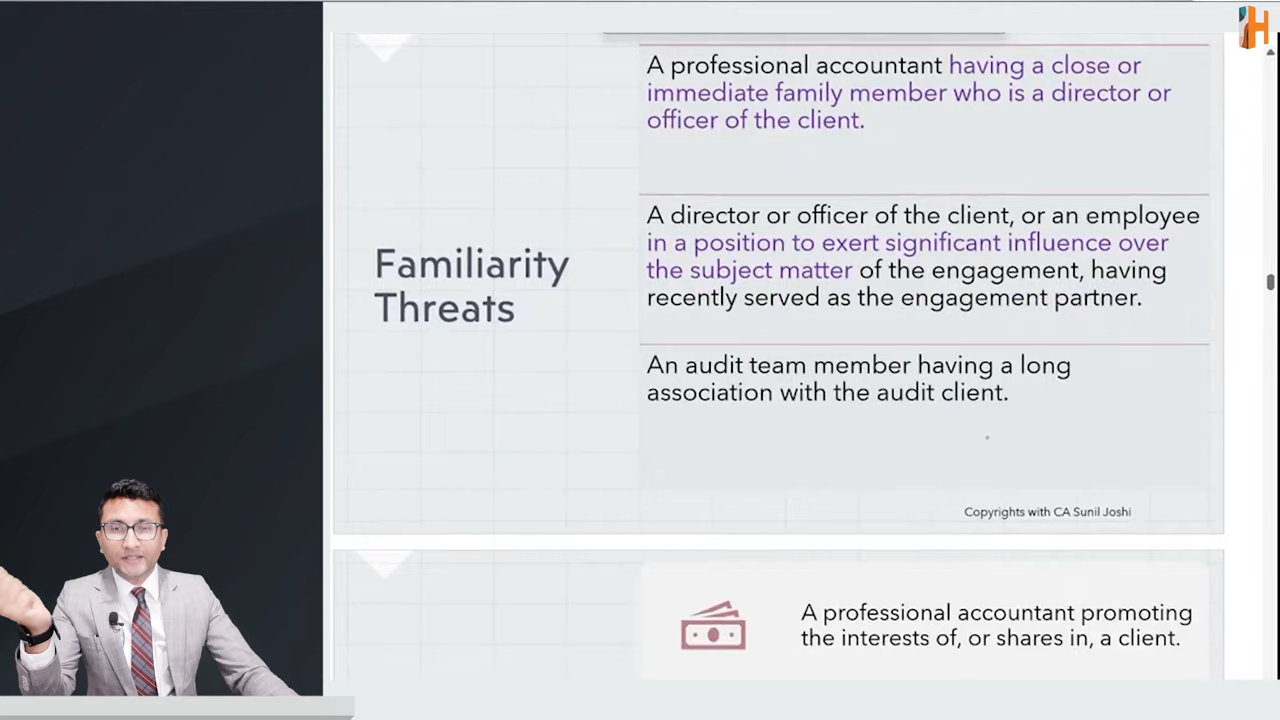 H
A professional accountant having a close or
immediate family member who is a director or
officer of the client.
Familiarity
Threats
A director or officer of the client, or an employee
in a position to exert significant influence over
the subject matter of the engagement, having
recently served as the engagement partner.
An audit team member having a long
association with the audit client.
Copyrights with CA Sunil Joshi
A professional accountant promoting
the interests of, or shares in, a client.